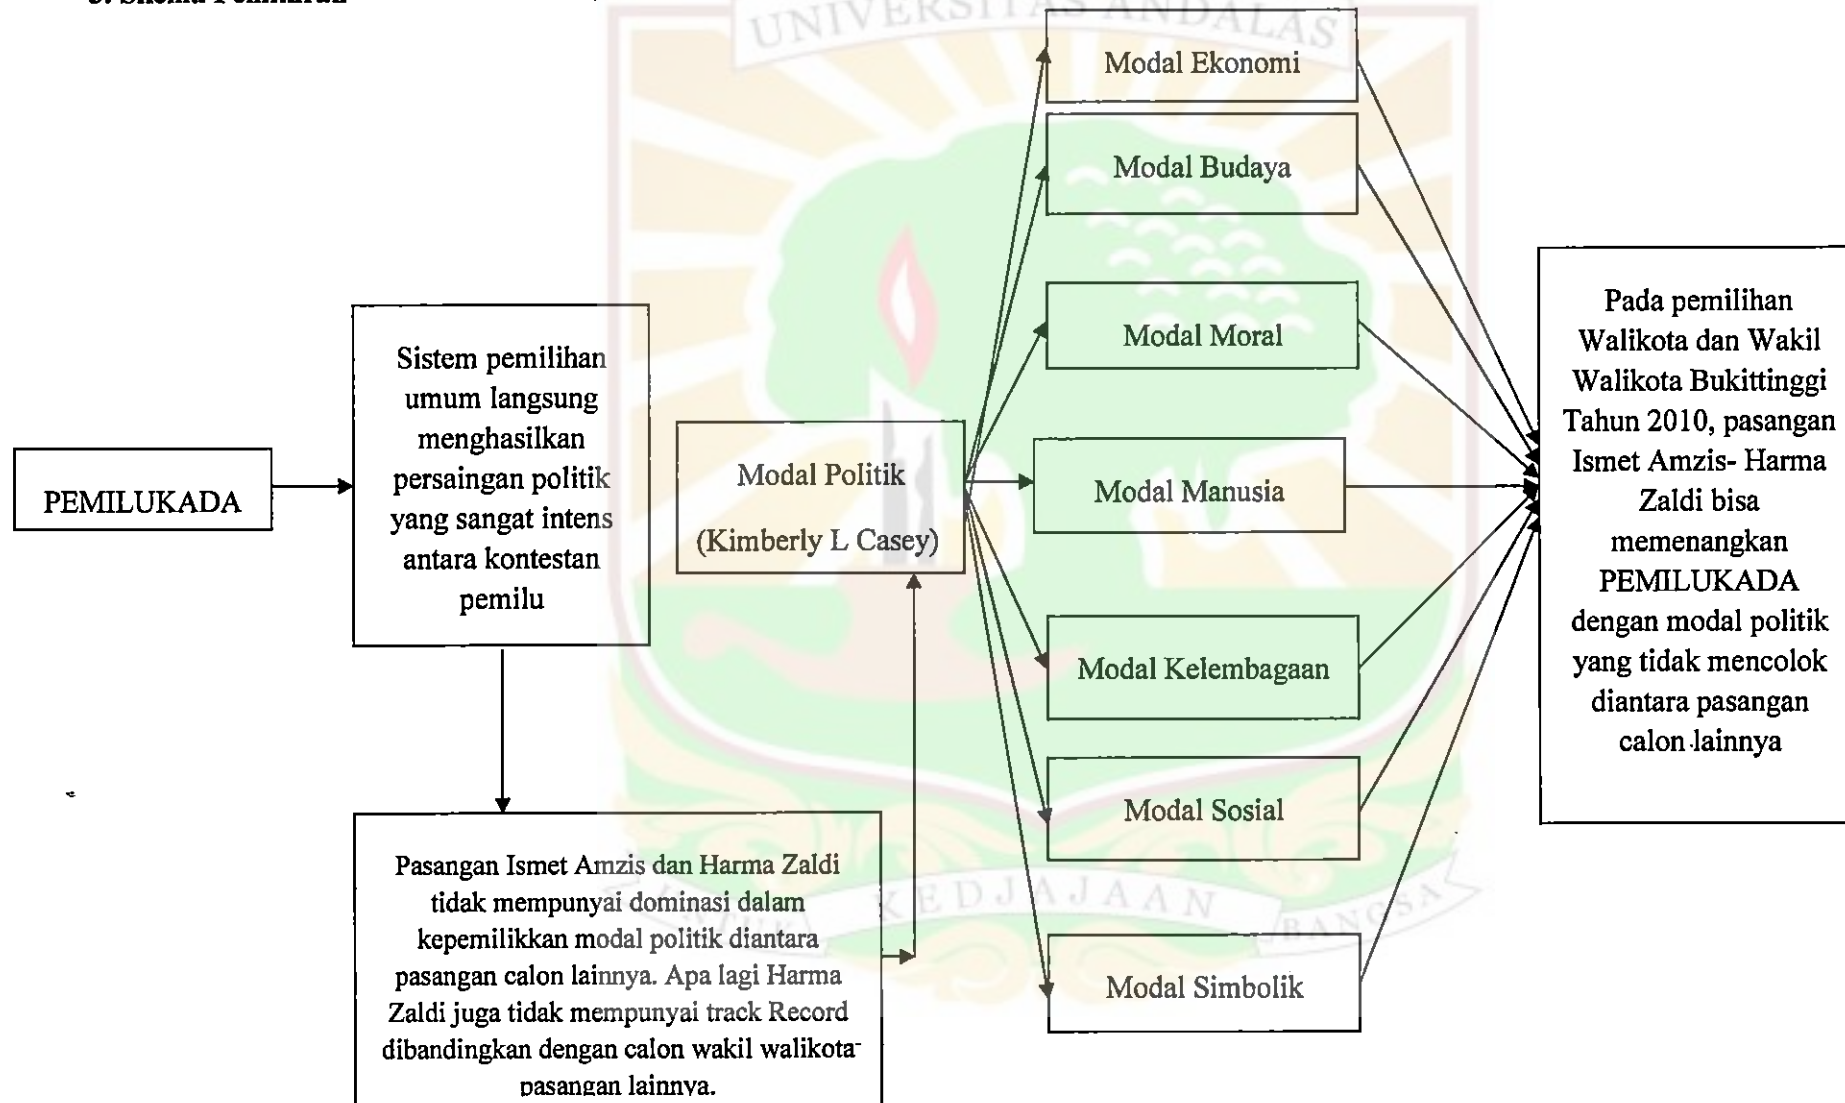 UNIVERSITAS ANDALAS
PEMILUKADA
Sistem pemilihan
umum langsung
menghasilkan
persaingan politik
yang sangat intens
antara kontestan
pemilu
Pasangan Ismet Amzis dan Harma Zaldi
tidak mempunyai dominasi dalam
kepemilikkan modal politik diantara
pasangan calon lainnya. Apa lagi Harma
Zaldi juga tidak mempunyai track Record
dibandingkan dengan calon wakil walikota
pasangan lainnya.
Modal Politik
(Kimberly L Casey)
Modal Ekonomi
Modal Budaya
Modal Moral
Modal Manusia
Modal Kelembagaan
Modal Sosial
Modal Simbolik
Pada pemilihan
Walikota dan Wakil
Walikota Bukittinggi
Tahun 2010, pasangan
Ismet Amzis- Harma
Zaldi bisa
memenangkan
PEMILUKADA
dengan modal politik
yang tidak mencolok
diantara pasangan
calon lainnya
KEDJAJAAN
BANGSA